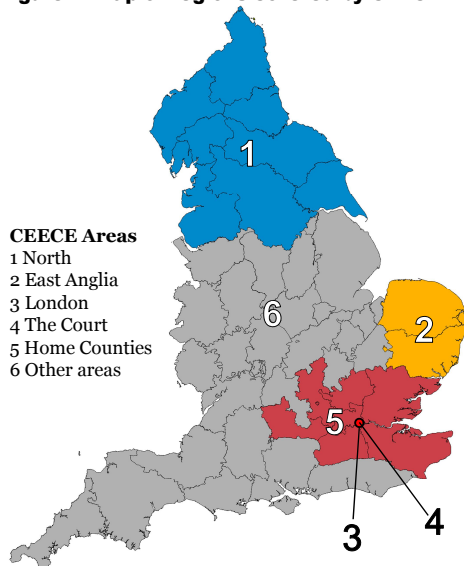 CEECE Areas
1 North
2 East Anglia
3 London
4 The Court
5 Home Counties
6 Other areas
1
6
2
5
3
4